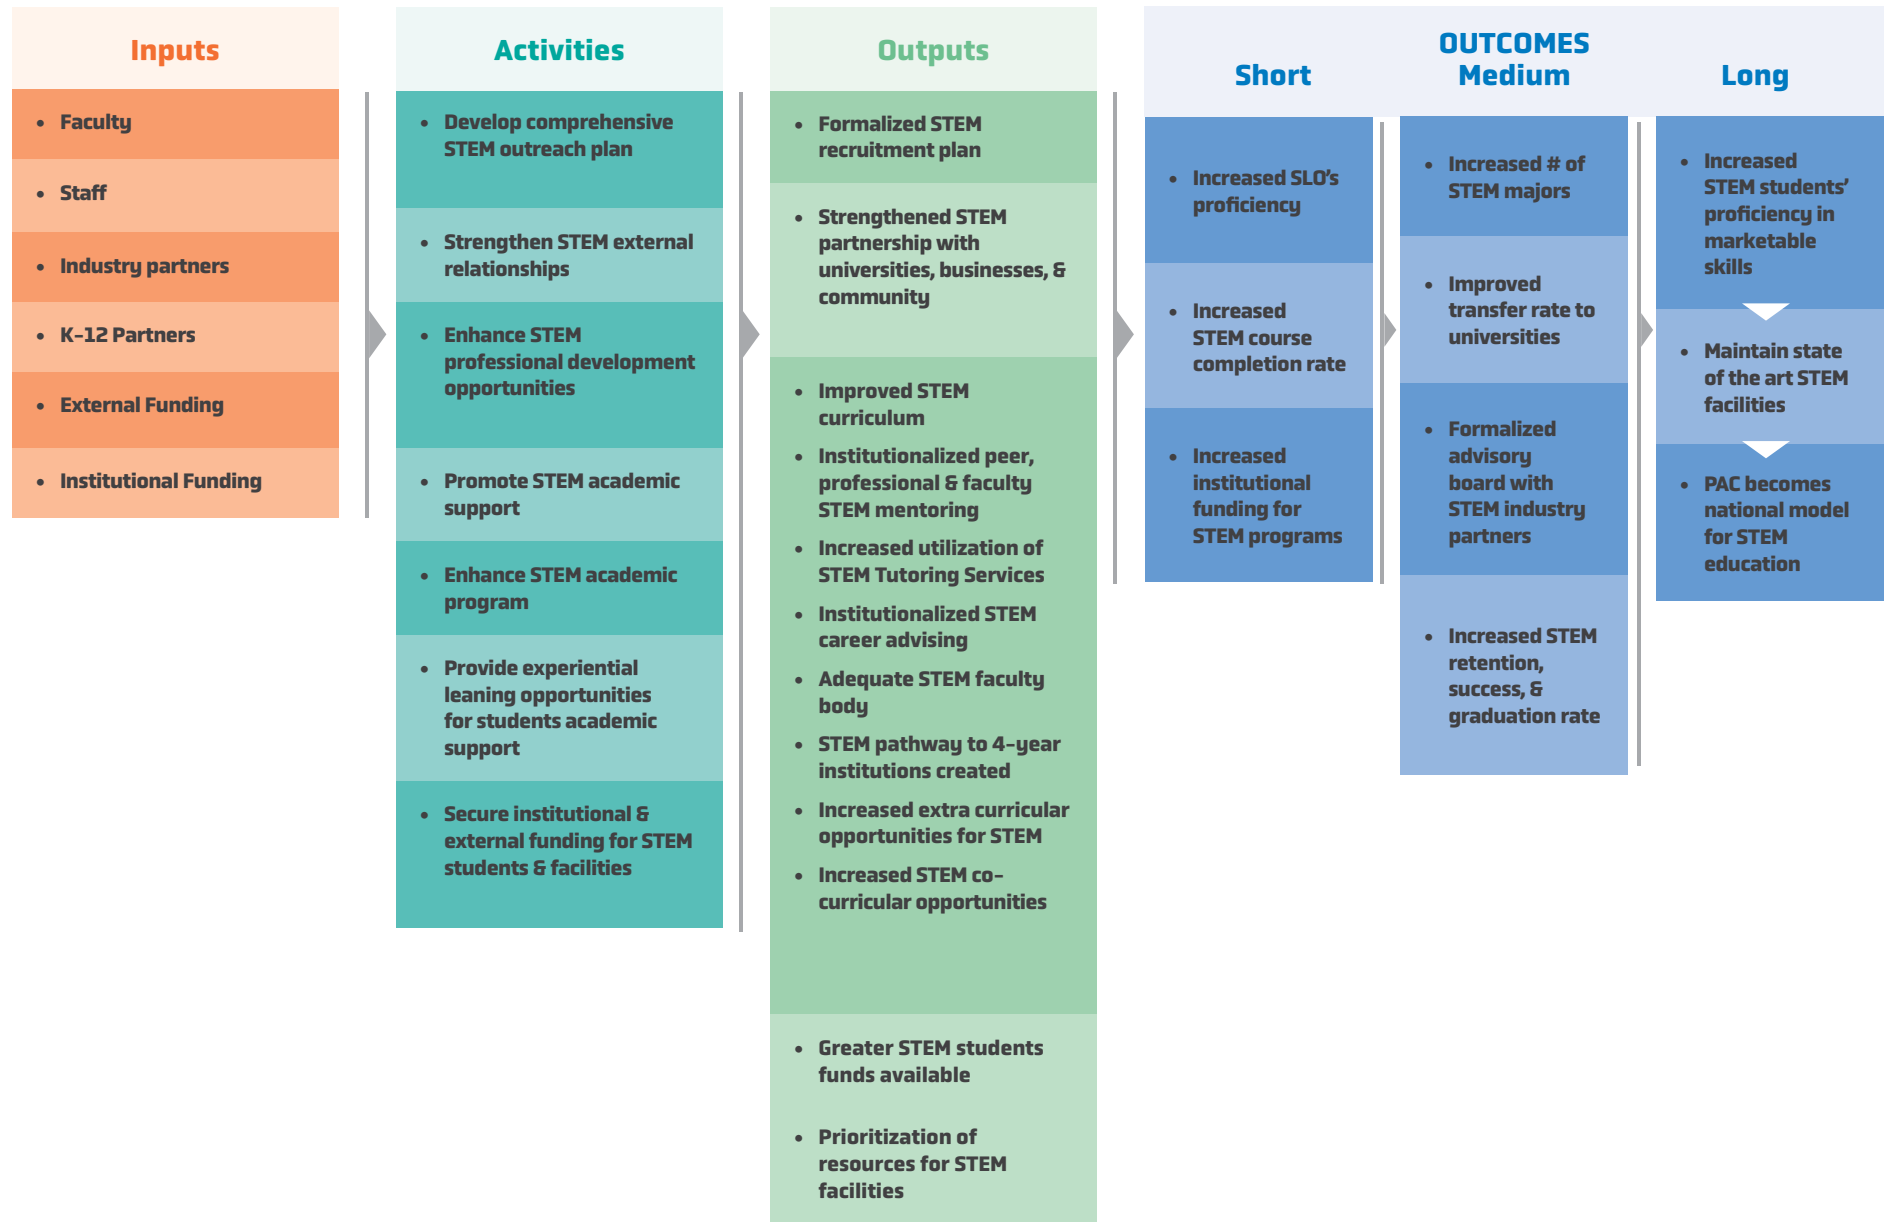 Inputs
• Faculty
• Staff
• Industry partners
• K-12 Partners
• External Funding
• Institutional Funding
Activities
• Develop comprehensive
STEM outreach plan
• Strengthen STEM external
relationships
• Enhance STEM
professional development
opportunities
• Promote STEM academic
support
• Enhance STEM academic
program
• Provide experiential
leaning opportunities
for students academic
support
• Secure institutional &
external funding for STEM
students & facilities
Outputs
• Formalized STEM
recruitment plan
• Strengthened STEM
partnership with
universities, businesses, &
community
• Improved STEM
curriculum
• Institutionalized peer,
professional & faculty
STEM mentoring
• Increased utilization of
STEM Tutoring Services
• Institutionalized STEM
career advising
• Adequate STEM faculty
body
• STEM pathway to 4-year
institutions created
• Increased extra curricular
opportunities for STEM
• Increased STEM co-
curricular opportunities
• Greater STEM students
funds available
• Prioritization of
resources for STEM
facilities
OUTCOMES
Short
• Increased SLO's
proficiency
• Increased
STEM course
completion rate
• Increased
institutional
funding for
STEM programs
Medium
• Increased # of
STEM majors
• Improved
transfer rate to
universities
• Formalized
advisory
board with
STEM industry
partners
• Increased STEM
retention,
success, &
graduation rate
Long
• Increased
STEM students'
proficiency in
marketable
skills
• Maintain state
of the art STEM
facilities
• PAC becomes
national model
for STEM
education